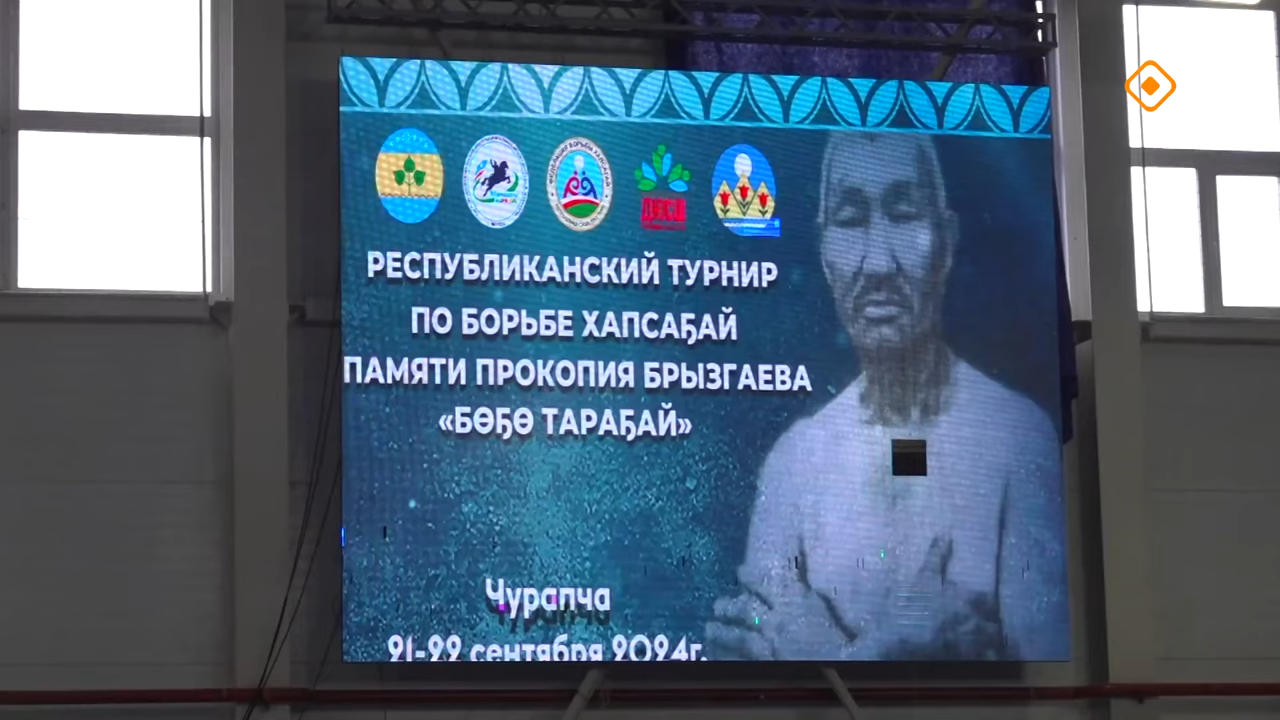 РЕСПУБЛИКАНСКИЙ ТУРНИР
ПО БОРЬБЕ ХАПСАҔАЙ
ПАМЯТИ ПРОКОПИЯ БРЫЗГАЕВА
«БӨҔӨ ТАРАҔАЙ»
Чурапча
21-22 сентября 2024г.